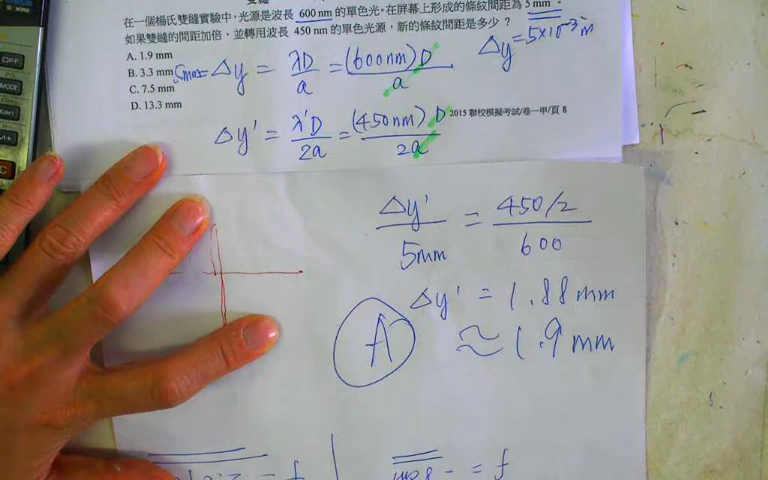 在一個楊氏雙縫實驗中，光源是波長 600 nm 的單色光。在屏幕上形成的條紋間距為 5 mm。
如果雙縫的間距加倍，並轉用波長 450 nm 的單色光源，新的條紋間距是多少？
Δy = 5×10⁻³ m
A. 1.9 mm
B. 3.3 mm
C. 7.5 mm
D. 13.3 mm
5mm = Δy = λD/a = (600nm) D/a
Δy' = λ'D/2a = (450nm) D/2a
2015 聯校模擬考試/卷一甲/頁 8
Δy'/5mm = 450/2/600
Δy' = 1.88 mm
≈ 1.9 mm
A
= f
= f